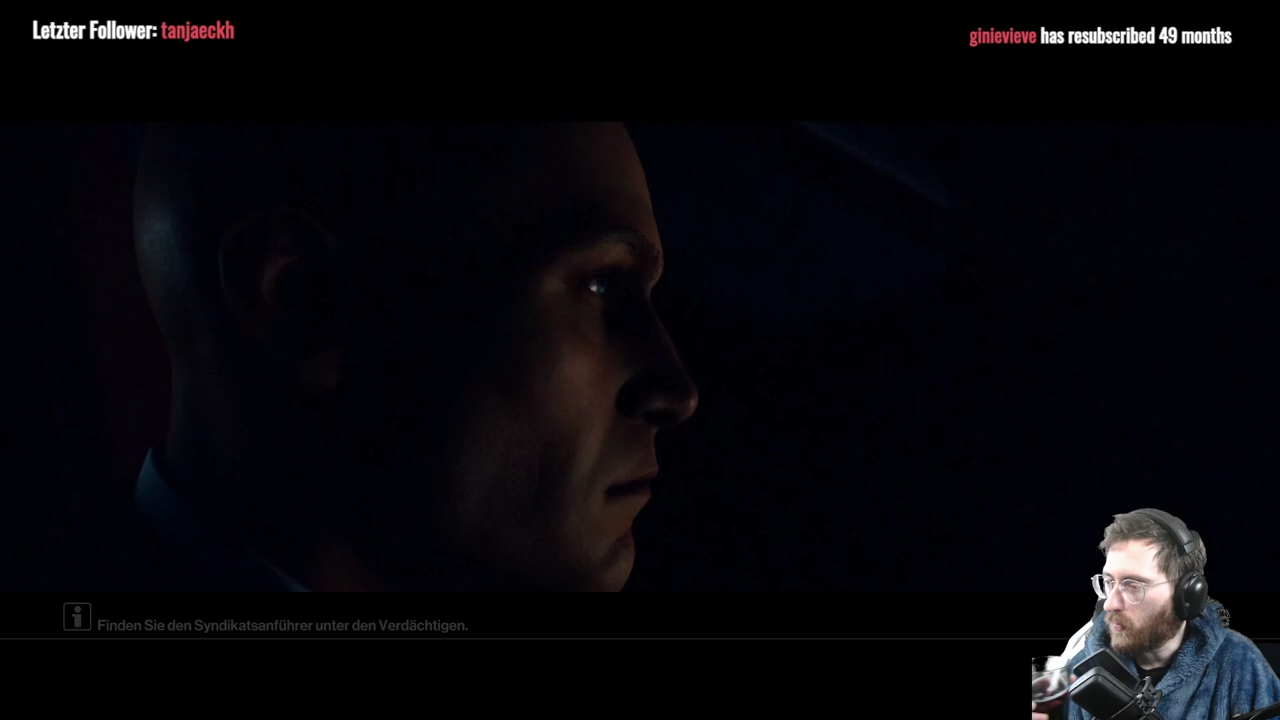 Letzter Follower: tanjaeckh
ginievieve has resubscribed 49 months
Finden Sie den Syndikatsanführer unter den Verdächtigen.